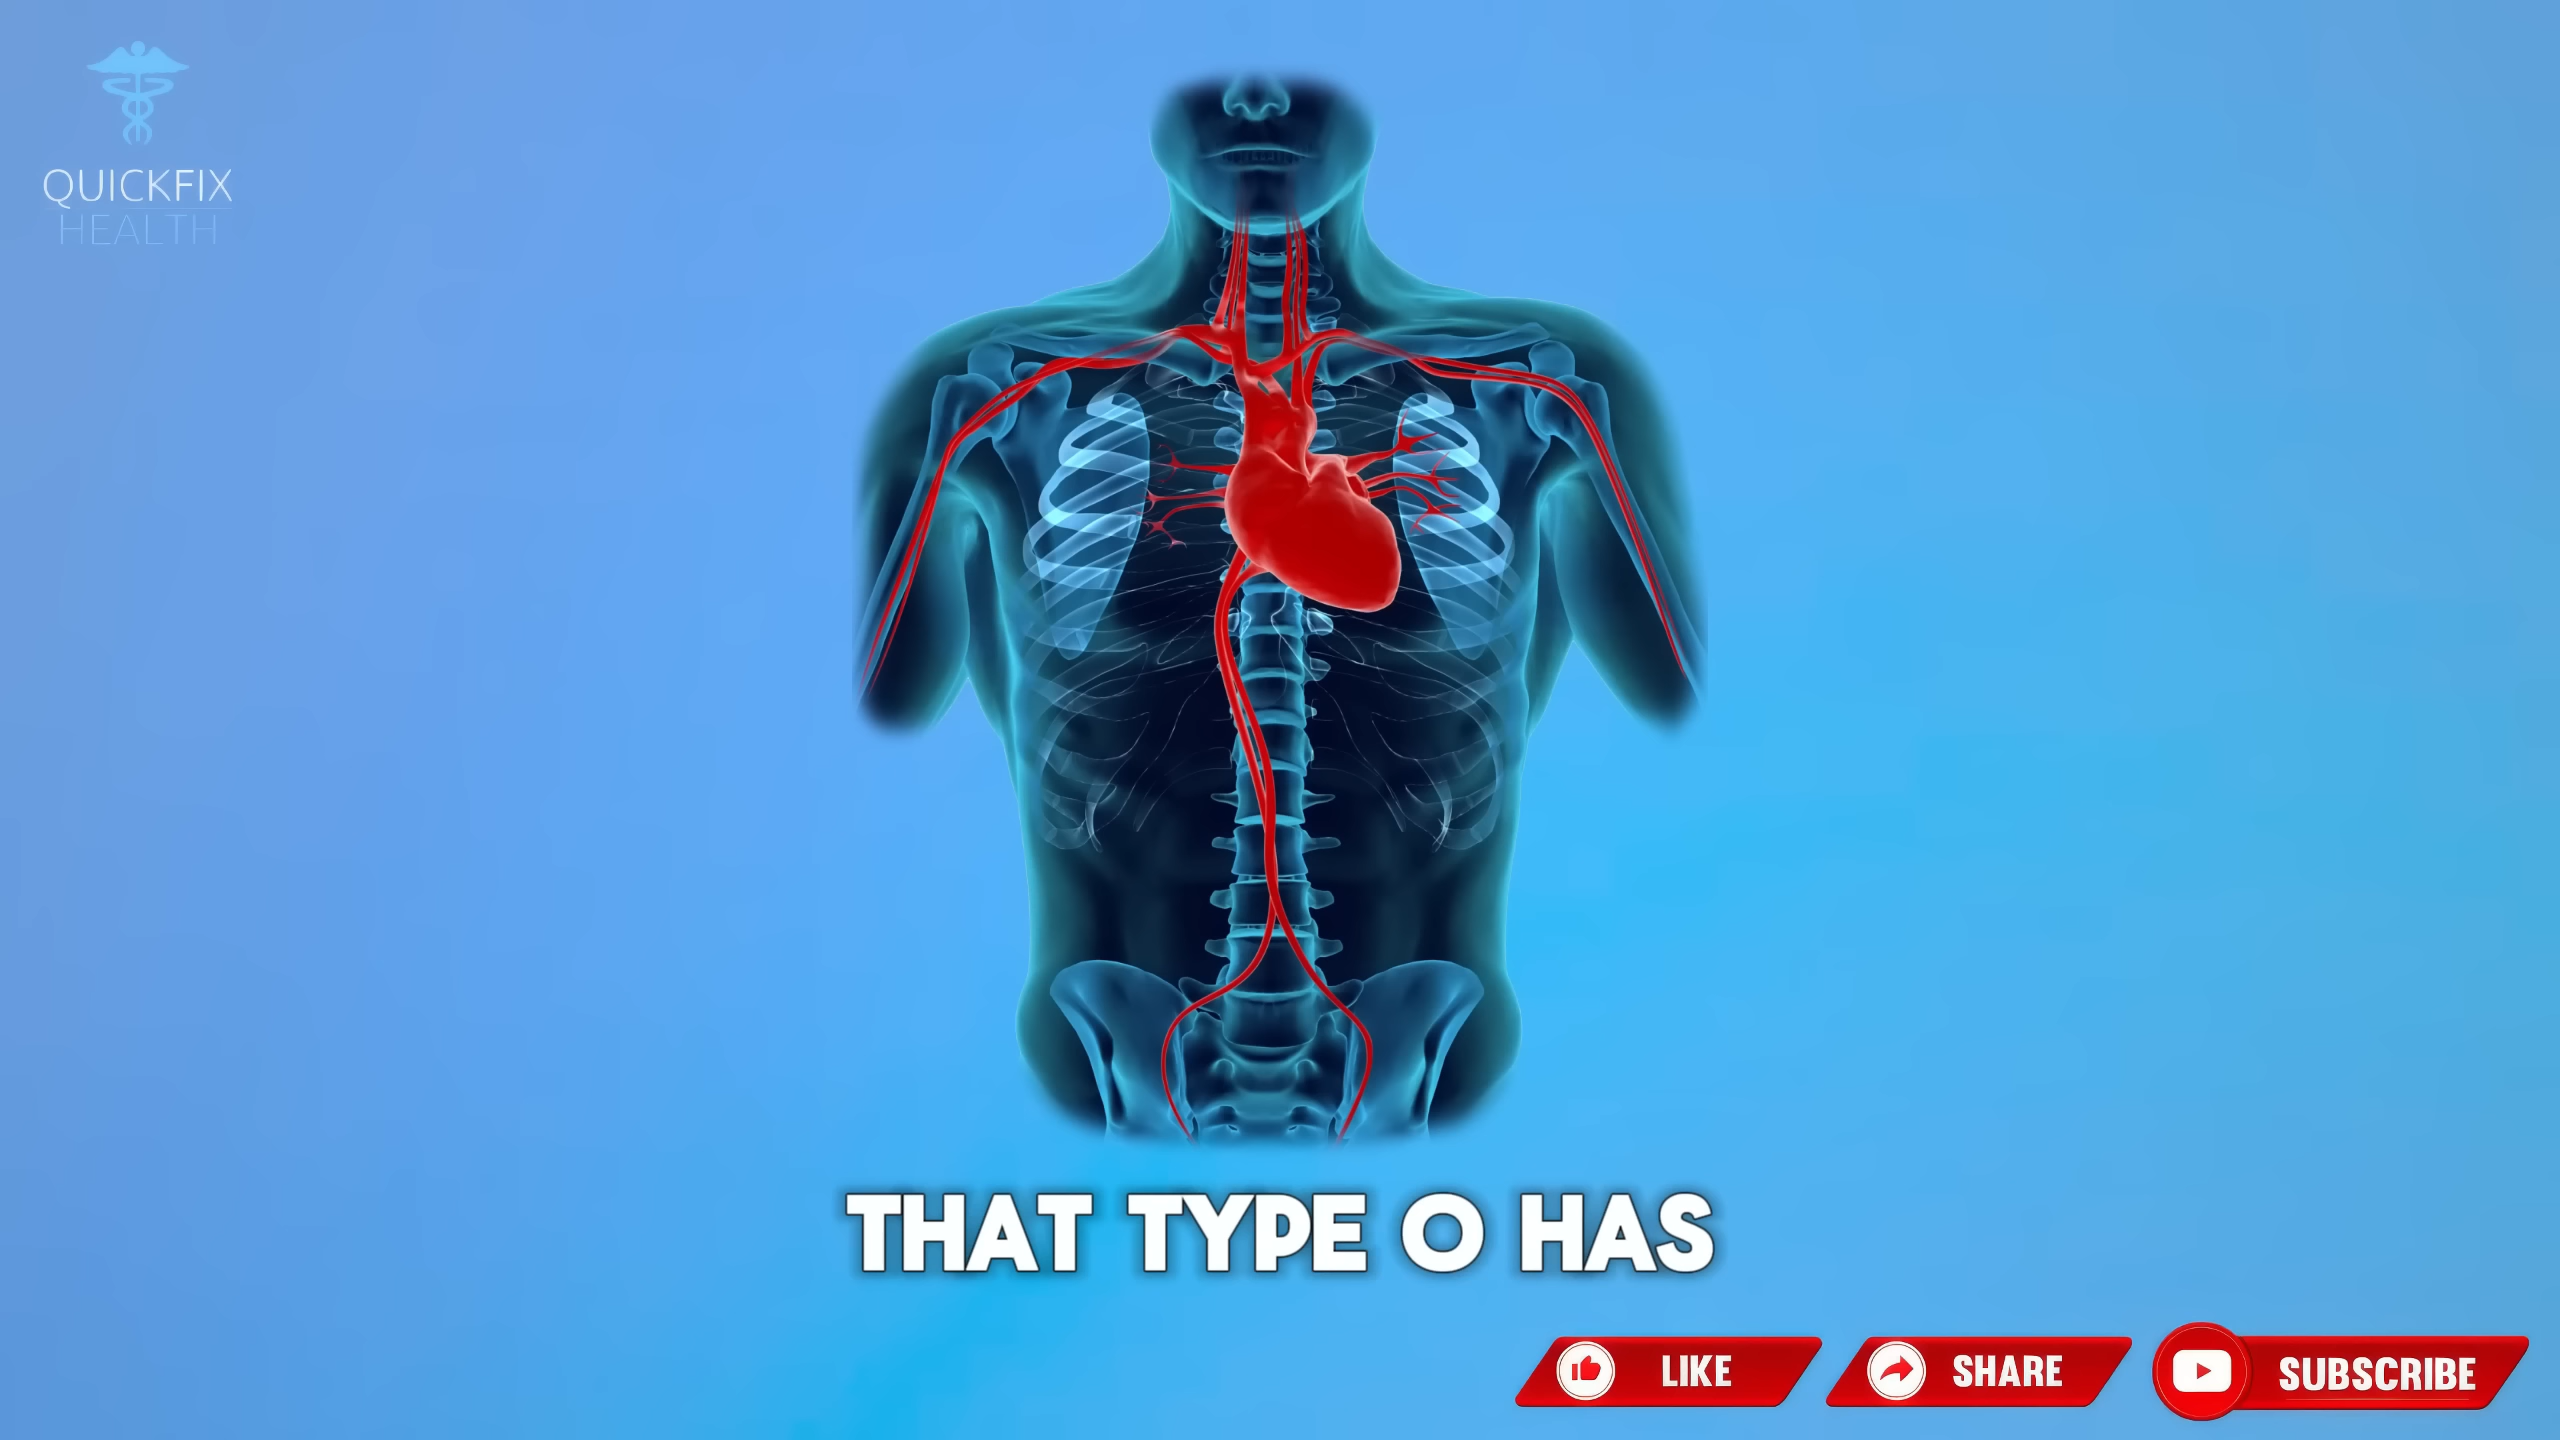 QUICKFIX
HEALTH
THAT TYPE O HAS
LIKE
SHARE
SUBSCRIBE